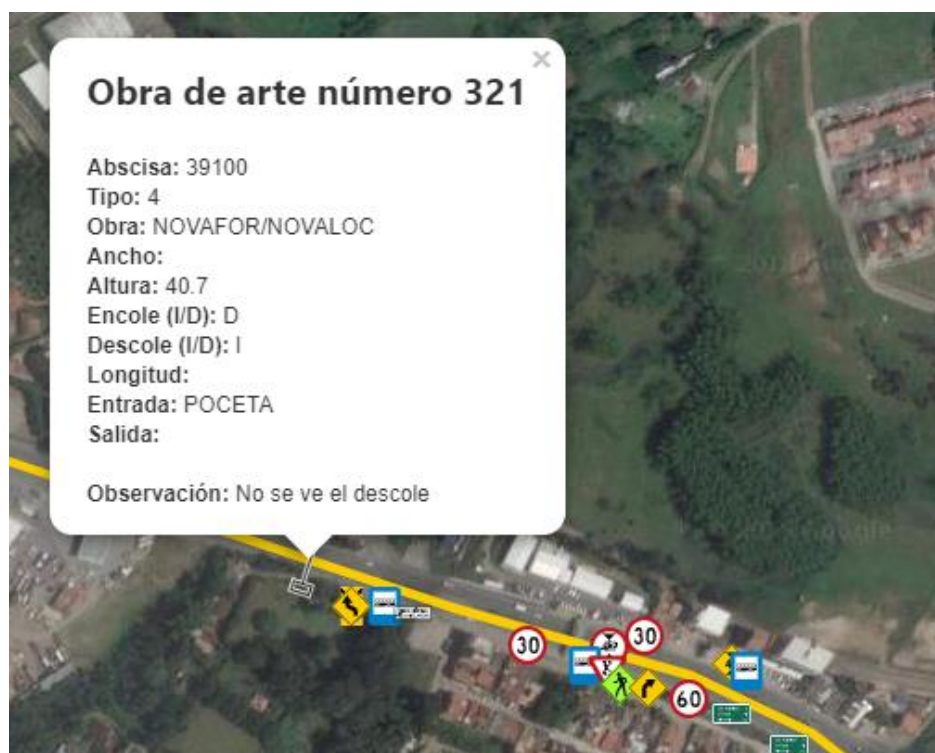 Obra de arte número 321
Abscisa: 39100
Tipo: 4
Obra: NOVAFOR/NOVALOC
Ancho:
Altura: 40.7
Encole (I/D): D
Descole (I/D): I
Longitud:
Entrada: POCETA
Salida:
Observación: No se ve el descole
30
30
60